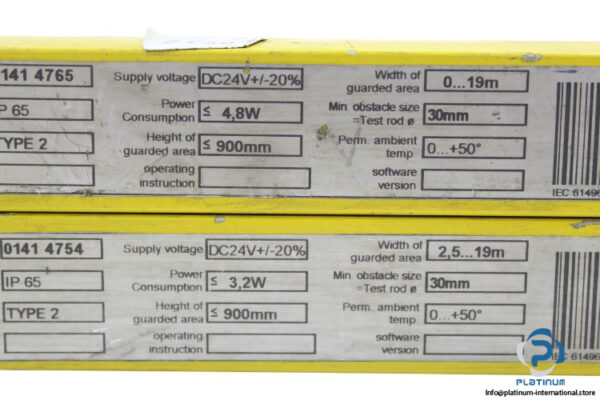 0141 4765 Supply voltage DC24V+/-20% Width of guarded area 0...19m
IP 65 Power Consumption ≤ 4,8W Min. obstacle size =Test rod ø 30mm
TYPE 2 Height of guarded area ≤ 900mm Perm. ambient temp. 0...+50°
operating instruction software version
IEC 61496
0141 4754 Supply voltage DC24V+/-20% Width of guarded area 2,5...19m
IP 65 Power Consumption ≤ 3,2W Min. obstacle size =Test rod ø 30mm
TYPE 2 Height of guarded area ≤ 900mm Perm. ambient temp. 0...+50°
operating instruction software version
IEC 61496
PLATINUM
Info@platinum-international.store